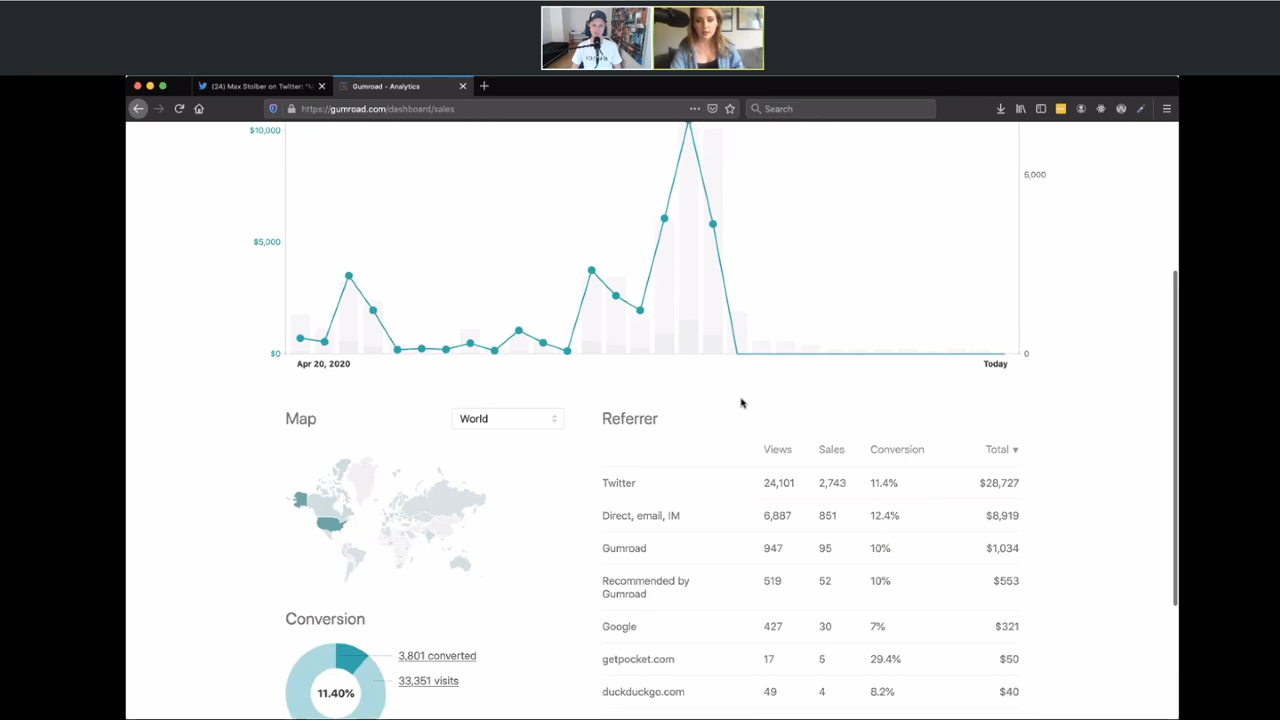 (24) Max Stoiber on Twitter: "
Gumroad - Analytics
https://gumroad.com/dashboard/sales
Search
$10,000
5,000
$5,000
$0
0
Apr 20, 2020
Today
Map
World
Referrer
Views Sales Conversion Total ▼
Twitter 24,101 2,743 11.4% $28,727
Direct, email, IM 6,887 851 12.4% $8,919
Gumroad 947 95 10% $1,034
Recommended by
Gumroad 519 52 10% $553
Google 427 30 7% $321
getpocket.com 17 5 29.4% $50
duckduckgo.com 49 4 8.2% $40
Conversion
3,801 converted
33,351 visits
11.40%